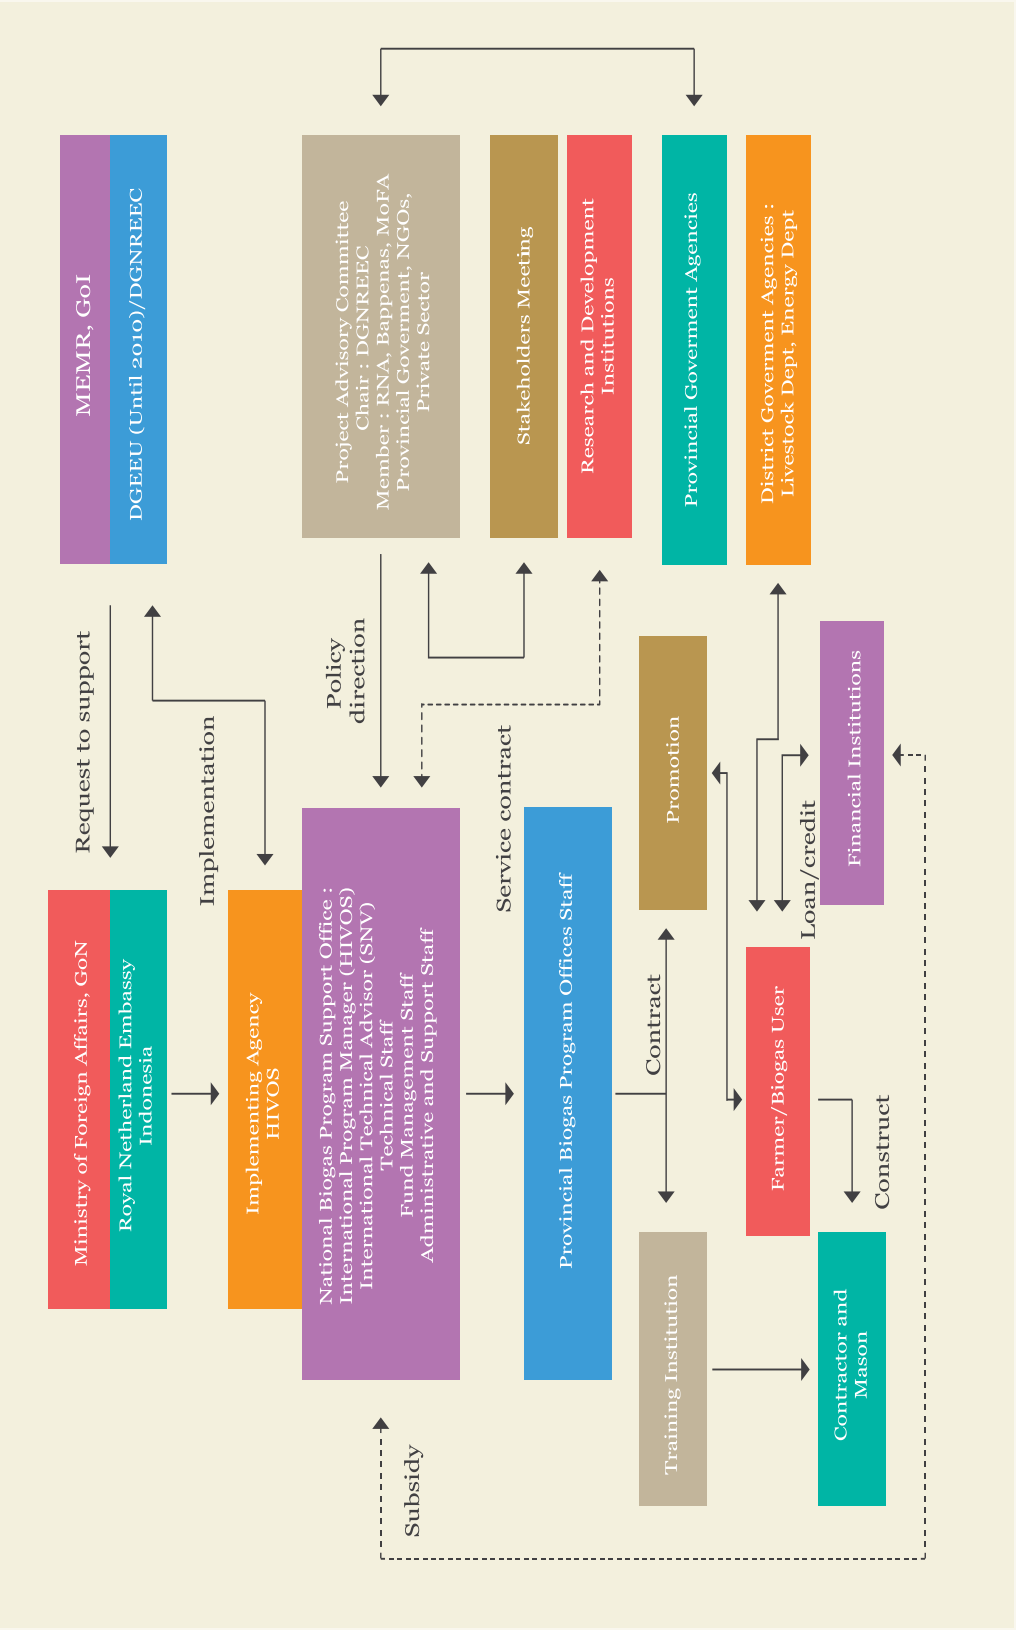 Ministry of Foreign Affairs, GoN
Royal Netherland Embassy
Indonesia
Request to support
MEMR, GoI
DGEEU (Until 2010)/DGNREEC
Implementation
Implementing Agency
HIVOS
National Biogas Program Support Office :
International Program Manager (HIVOS)
International Technical Advisor (SNV)
Technical Staff
Fund Management Staff
Administrative and Support Staff
Policy
direction
Project Advisory Committee
Chair : DGNREEC
Member : RNA, Bappenas, MoFA
Provincial Goverment, NGOs,
Private Sector
Subsidy
Service contract
Stakeholders Meeting
Provincial Biogas Program Offices Staff
Research and Development
Institutions
Contract
Training Institution
Promotion
Provincial Goverment Agencies
Farmer/Biogas User
District Goverment Agencies :
Livestock Dept, Energy Dept
Loan/credit
Contractor and
Mason
Financial Institutions
Construct